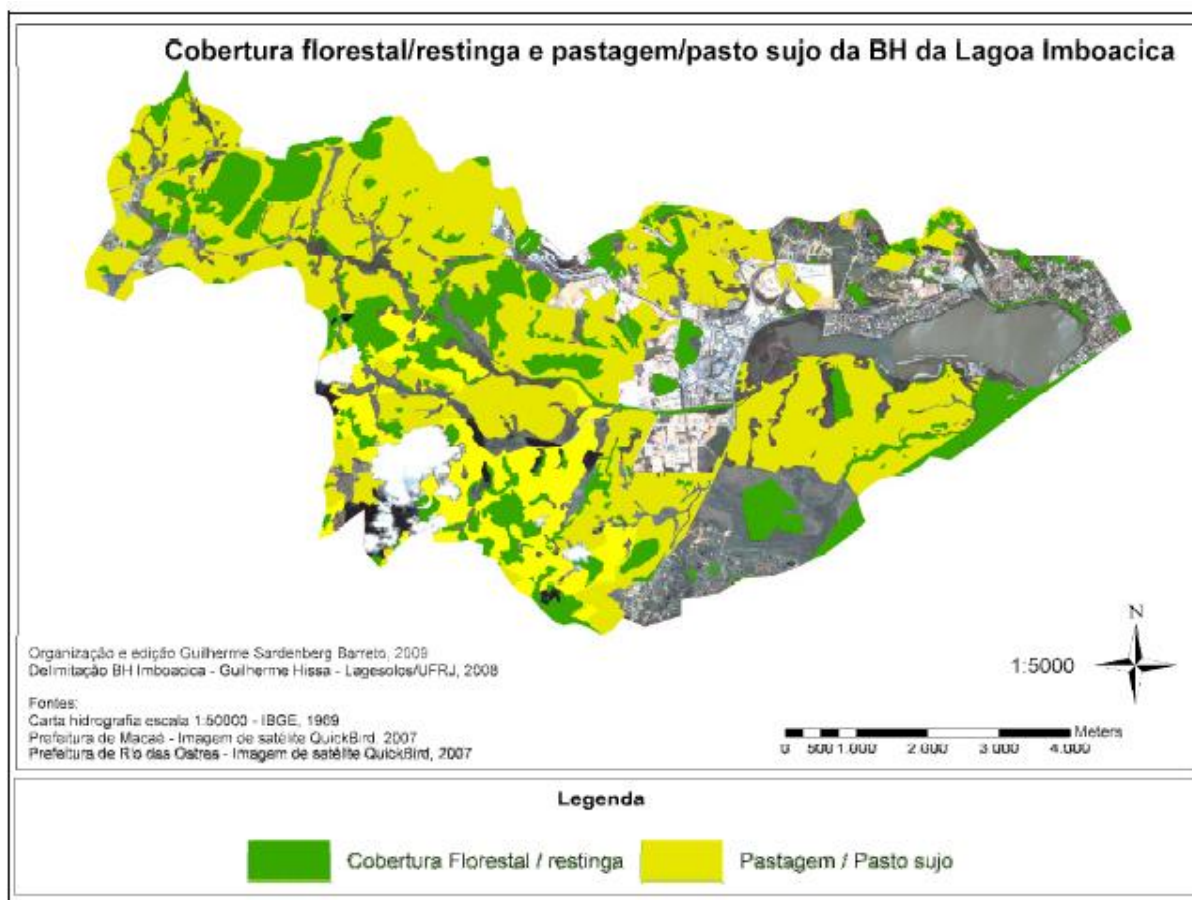 Cobertura florestal/restinga e pastagem/pasto sujo da BH da Lagoa Imboacica
Organização e edição Guilherme Sardenberg Barreto, 2009
Delimitação BH Imboacica - Guilherme Hissa - Lagesolos/UFRJ, 2008
N
1:5000
Fontes:
Carta hidrografia escala 1:50000 - IBGE, 1969
Prefeitura de Macaé - Imagem de satélite QuickBird, 2007
Prefeitura de Rio das Ostras - Imagem de satélite QuickBird, 2007
Meters
0 500 1.000 2.000 3.000 4.000
Legenda
Cobertura Florestal / restinga Pastagem / Pasto sujo